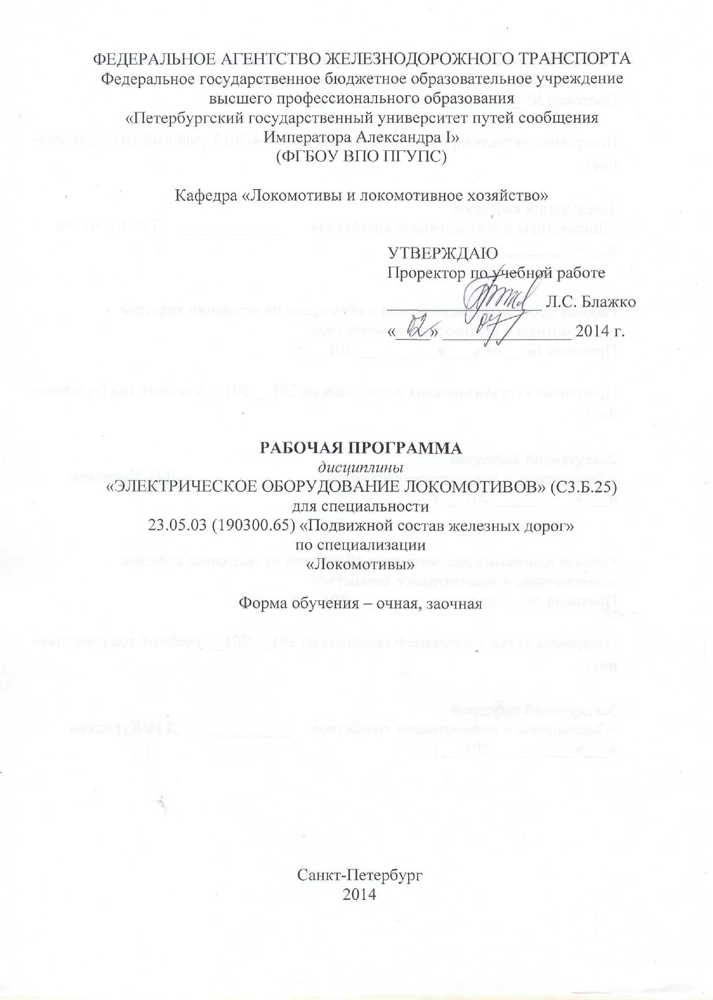 ФЕДЕРАЛЬНОЕ АГЕНТСТВО ЖЕЛЕЗНОДОРОЖНОГО ТРАНСПОРТА
Федеральное государственное бюджетное образовательное учреждение
высшего профессионального образования
«Петербургский государственный университет путей сообщения
Императора Александра I»
(ФГБОУ ВПО ПГУПС)
Кафедра «Локомотивы и локомотивное хозяйство»
УТВЕРЖДАЮ
Проректор по учебной работе
Л.С. Блажко
«02» 07 2014 г.
РАБОЧАЯ ПРОГРАММА
дисциплины
«ЭЛЕКТРИЧЕСКОЕ ОБОРУДОВАНИЕ ЛОКОМОТИВОВ» (С3.Б.25)
для специальности
23.05.03 (190300.65) «Подвижной состав железных дорог»
по специализации
«Локомотивы»
Форма обучения – очная, заочная
Санкт-Петербург
2014